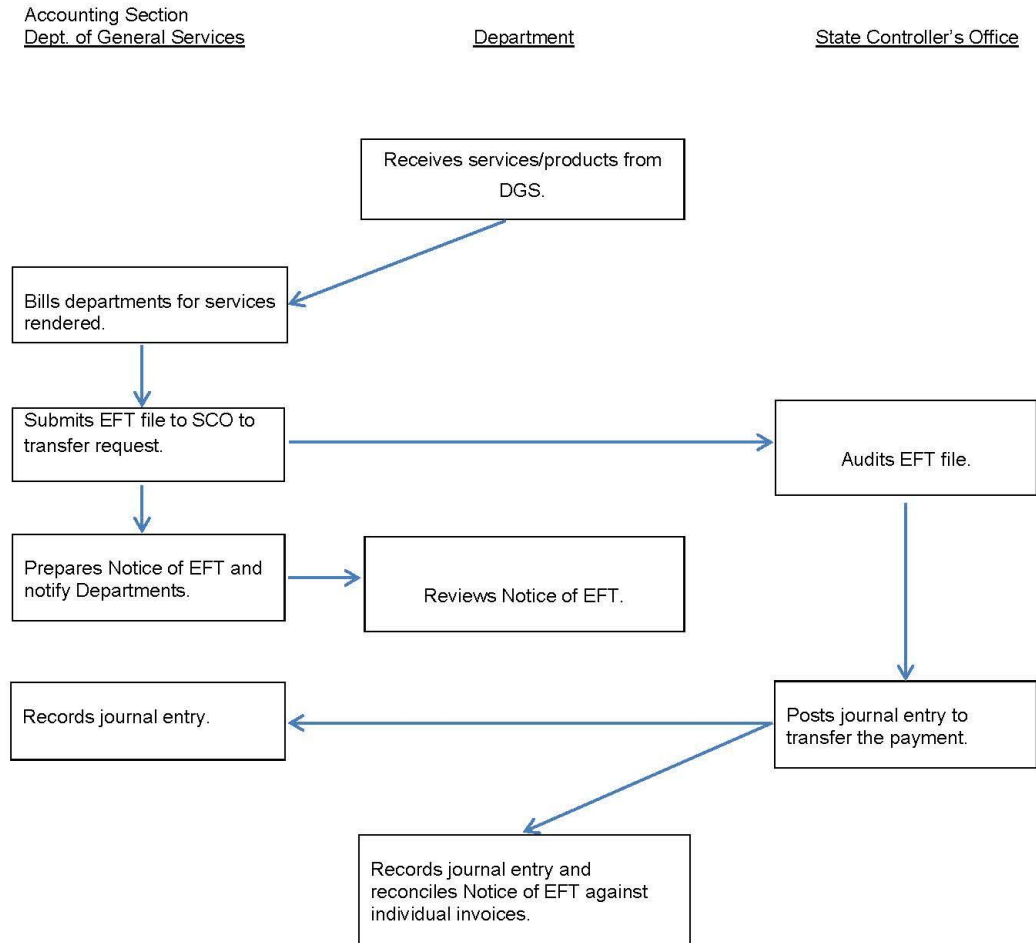 Accounting Section
Dept. of General Services
Department
State Controller's Office
Receives services/products from
DGS.
Bills departments for services
rendered.
Submits EFT file to SCO to
transfer request.
Audits EFT file.
Prepares Notice of EFT and
notify Departments.
Reviews Notice of EFT.
Records journal entry.
Posts journal entry to
transfer the payment.
Records journal entry and
reconciles Notice of EFT against
individual invoices.